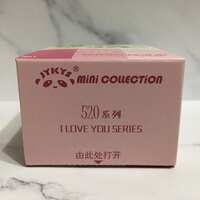 JYKYS® mini COLLECTION
520系列
I LOVE YOU SERIES
由此处打开